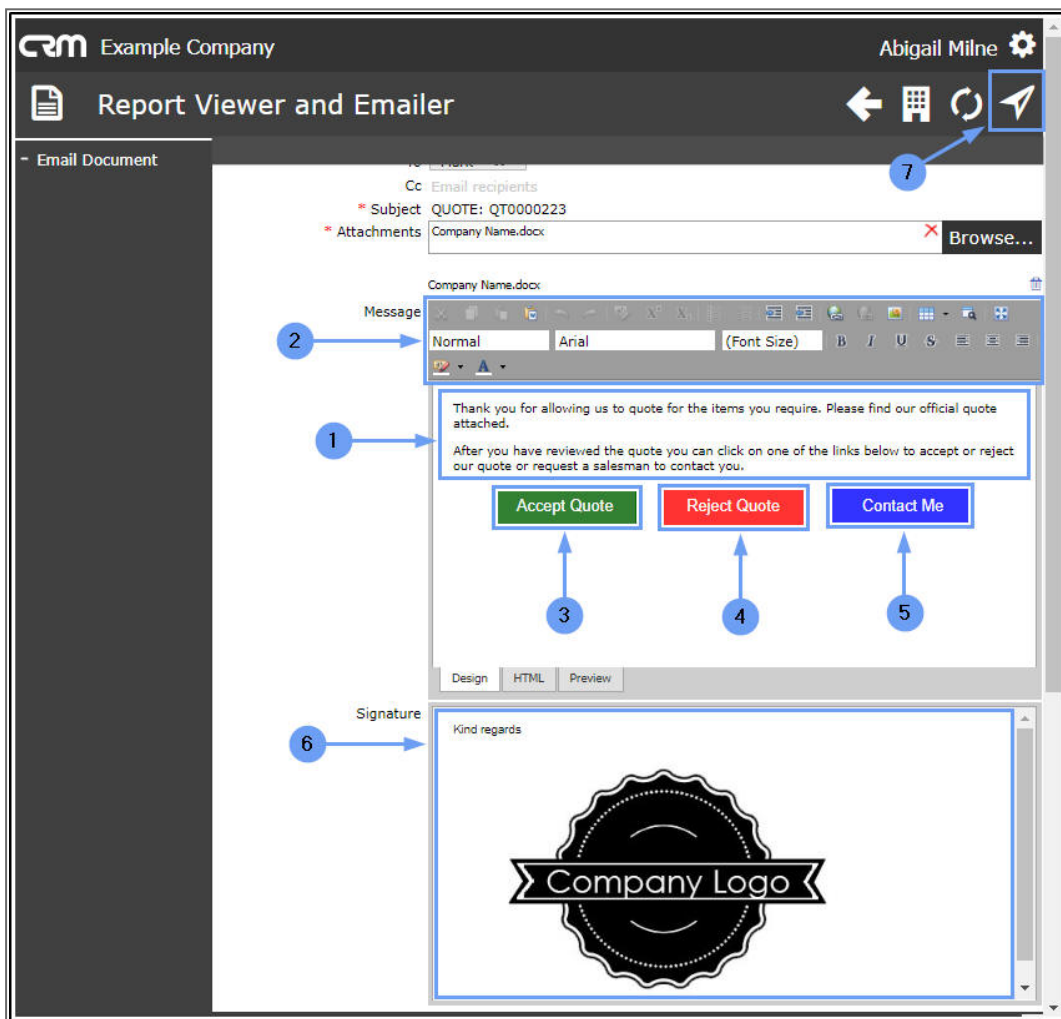 CRM Example Company
Abigail Milne
Report Viewer and Emailer
7
- Email Document
Cc Email recipients
* Subject QUOTE: QT0000223
* Attachments Company Name.docx
Browse...
Company Name.docx
Message
2
Normal Arial (Font Size) B I U S
A
1
Thank you for allowing us to quote for the items you require. Please find our official quote
attached.
After you have reviewed the quote you can click on one of the links below to accept or reject
our quote or request a salesman to contact you.
Accept Quote Reject Quote Contact Me
3 4 5
Design HTML Preview
Signature
6
Kind regards
Company Logo